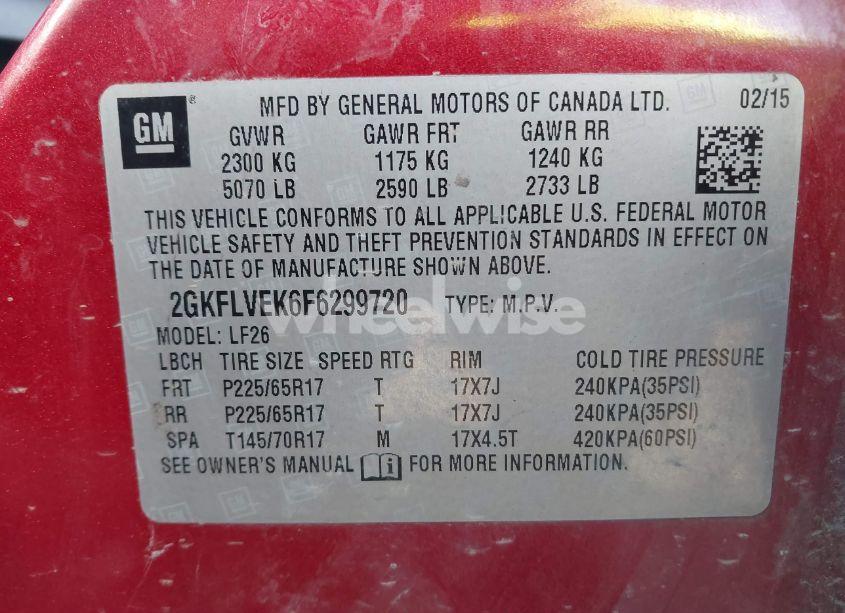 GM ® MFD BY GENERAL MOTORS OF CANADA LTD. 02/15
GVWR GAWR FRT GAWR RR
2300 KG 1175 KG 1240 KG
5070 LB 2590 LB 2733 LB
THIS VEHICLE CONFORMS TO ALL APPLICABLE U.S. FEDERAL MOTOR
VEHICLE SAFETY AND THEFT PREVENTION STANDARDS IN EFFECT ON
THE DATE OF MANUFACTURE SHOWN ABOVE.
2GKFLVEK6F6299720 TYPE: M.P.V.
wheelwise
MODEL: LF26
LBCH TIRE SIZE SPEED RTG RIM COLD TIRE PRESSURE
FRT P225/65R17 T 17X7J 240KPA(35PSI)
RR P225/65R17 T 17X7J 240KPA(35PSI)
SPA T145/70R17 M 17X4.5T 420KPA(60PSI)
SEE OWNER'S MANUAL i FOR MORE INFORMATION.